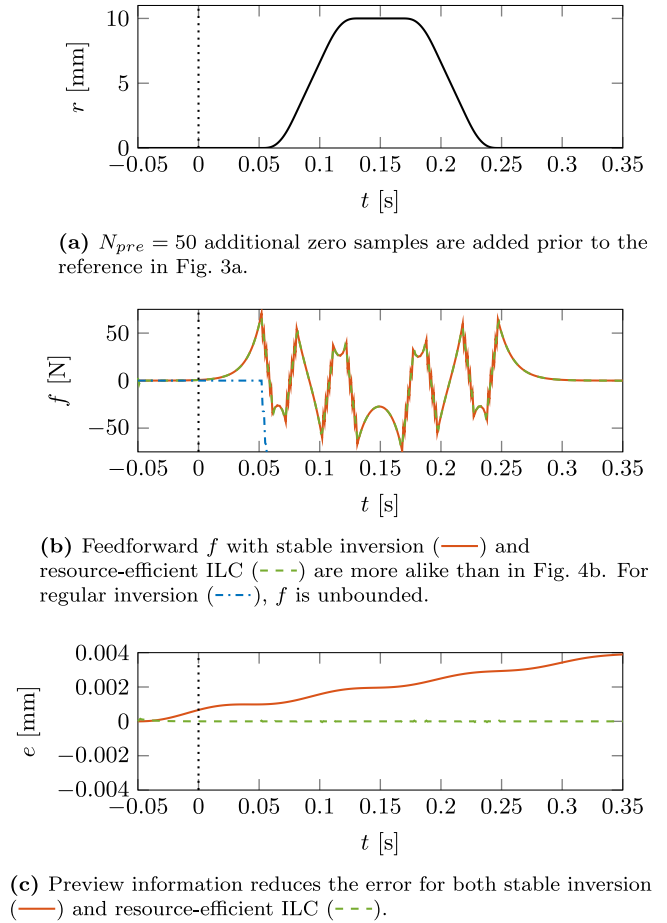 10
5
0
r [mm]
−0.05 0 0.05 0.1 0.15 0.2 0.25 0.3 0.35
t [s]
(a) N_pre = 50 additional zero samples are added prior to the
reference in Fig. 3a.
50
0
−50
f [N]
−0.05 0 0.05 0.1 0.15 0.2 0.25 0.3 0.35
t [s]
(b) Feedforward f with stable inversion (——) and
resource-efficient ILC (– – –) are more alike than in Fig. 4b. For
regular inversion (–·–·–), f is unbounded.
0.004
0.002
0
−0.002
−0.004
e [mm]
−0.05 0 0.05 0.1 0.15 0.2 0.25 0.3 0.35
t [s]
(c) Preview information reduces the error for both stable inversion
(——) and resource-efficient ILC (– – –).